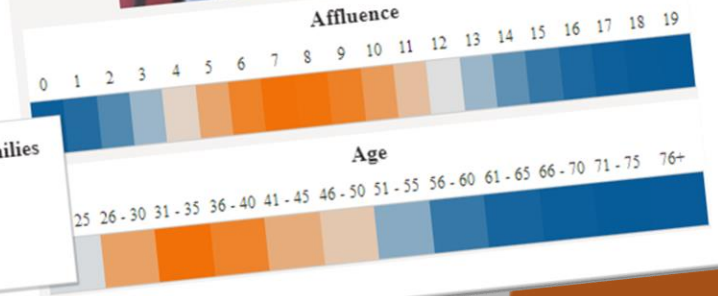 Affluence
0 1 2 3 4 5 6 7 8 9 10 11 12 13 14 15 16 17 18 19
ilies
Age
25 26 - 30 31 - 35 36 - 40 41 - 45 46 - 50 51 - 55 56 - 60 61 - 65 66 - 70 71 - 75 76+